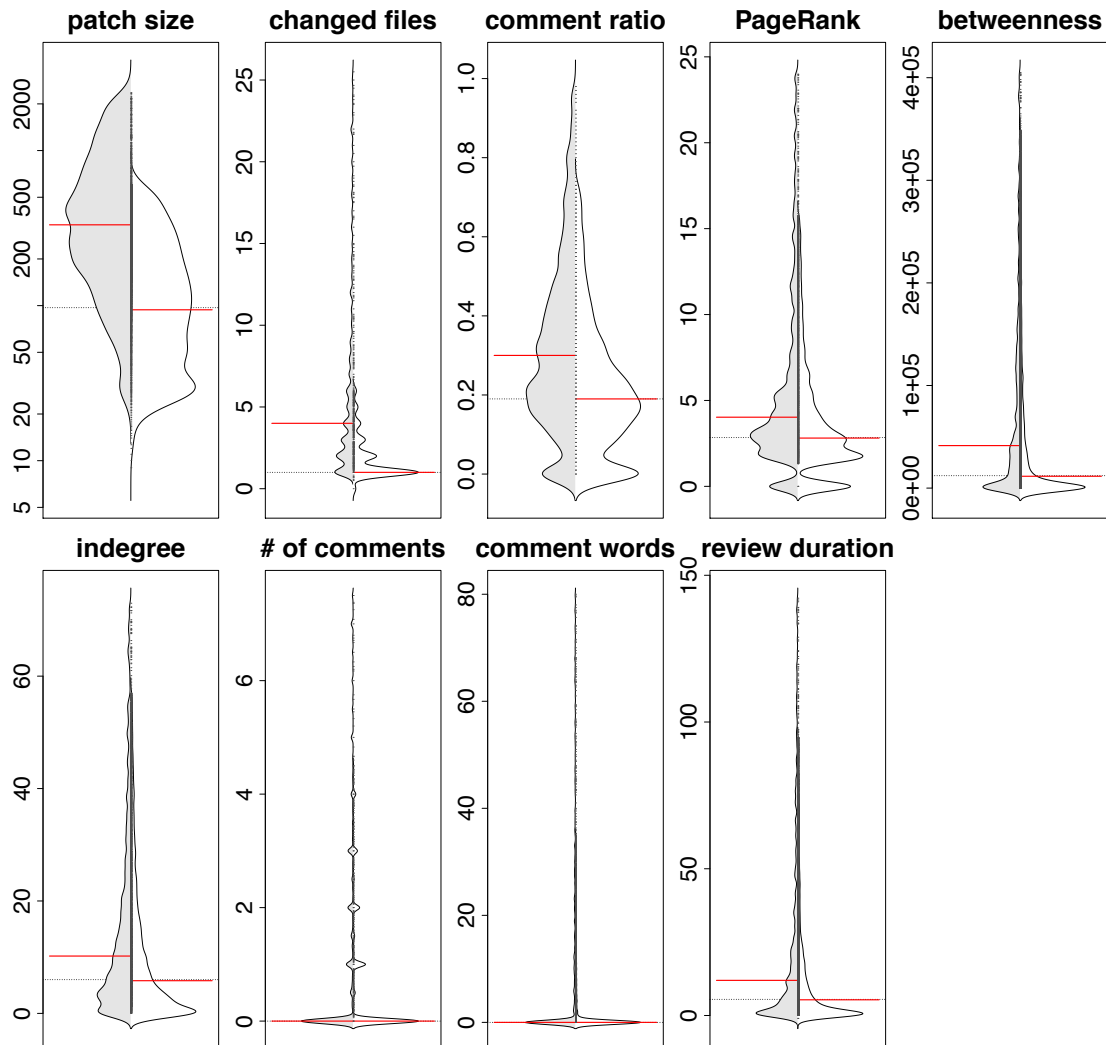 patch size
5 10 20 50 200 500 2000
changed files
0 5 10 15 20 25
comment ratio
0.0 0.2 0.4 0.6 0.8 1.0
PageRank
0 5 10 15 20 25
betweenness
0e+00 1e+05 2e+05 3e+05 4e+05
indegree
0 20 40 60
# of comments
0 2 4 6
comment words
0 20 40 60 80
review duration
0 50 100 150